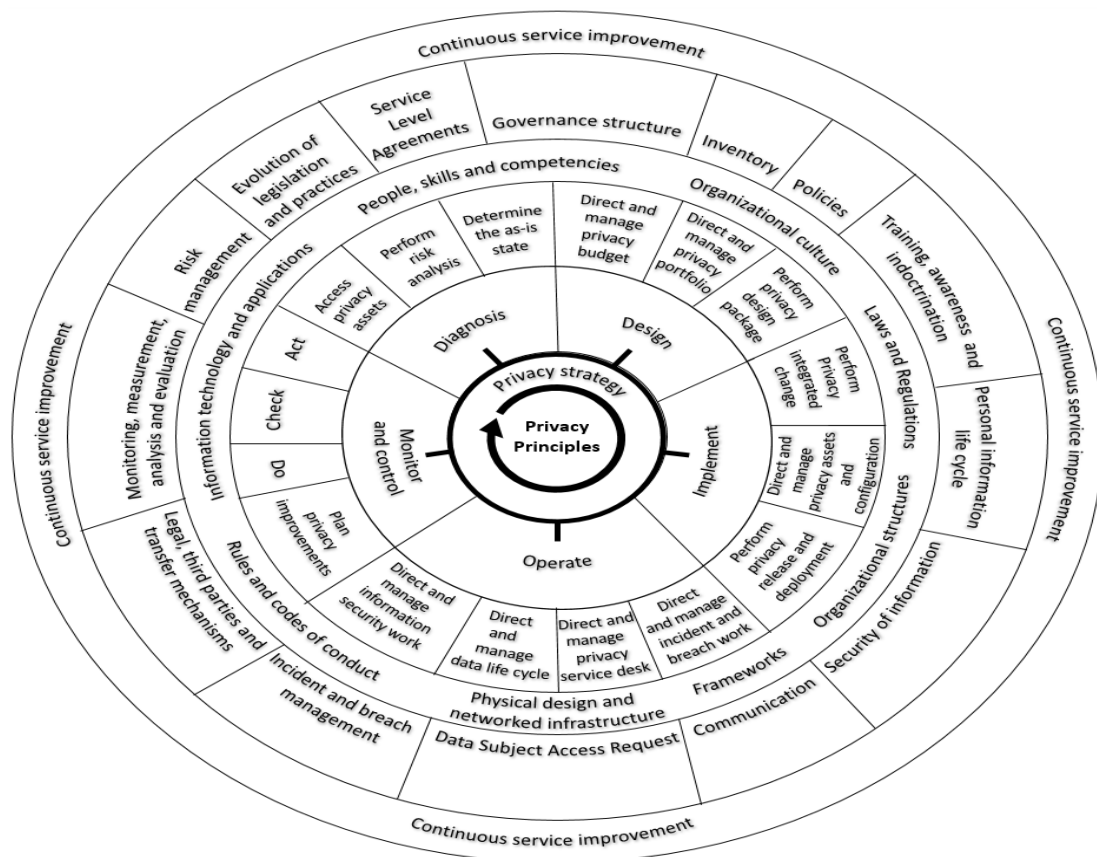 Continuous service improvement
Service
Level
Agreements
Governance structure
Inventory
Policies
Training, awareness and
indoctrination
Personal information
life cycle
Security of information
Communication
Data Subject Access Request
Incident and breach
management
Legal, third parties and
transfer mechanisms
Monitoring, measurement,
analysis and evaluation
Risk
management
Evolution of
legislation
and practices
Continuous service improvement
Continuous service improvement
Continuous service improvement
People, skills and competencies
Organizational culture
Laws and Regulations
Organizational structures
Frameworks
Physical design and
networked infrastructure
Rules and codes of conduct
Information technology and applications
Determine
the as-is
state
Direct and
manage
privacy
budget
Direct and
manage
privacy
portfolio
Perform
privacy
design
package
Perform
Privacy
integrated
change
Direct and
manage
privacy assets
and
configuration
Perform
privacy
release and
deployment
Direct
and manage
incident and
breach work
Direct and
manage
privacy
service desk
Direct
and
manage
data life cycle
Direct and
manage
information
security work
Plan
privacy
improvements
Do
Check
Act
Access
privacy
assets
Perform
risk
analysis
Diagnosis
Design
Implement
Operate
Monitor
and control
Privacy strategy
Privacy
Principles